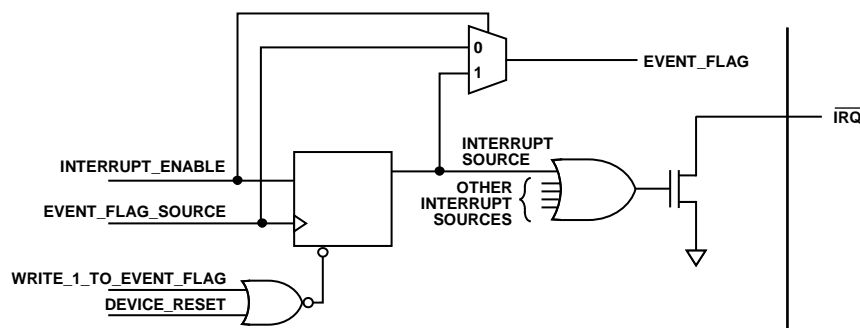 0
EVENT_FLAG
1
IRQ
INTERRUPT
SOURCE
INTERRUPT_ENABLE
OTHER
INTERRUPT
SOURCES
EVENT_FLAG_SOURCE
WRITE_1_TO_EVENT_FLAG
DEVICE_RESET